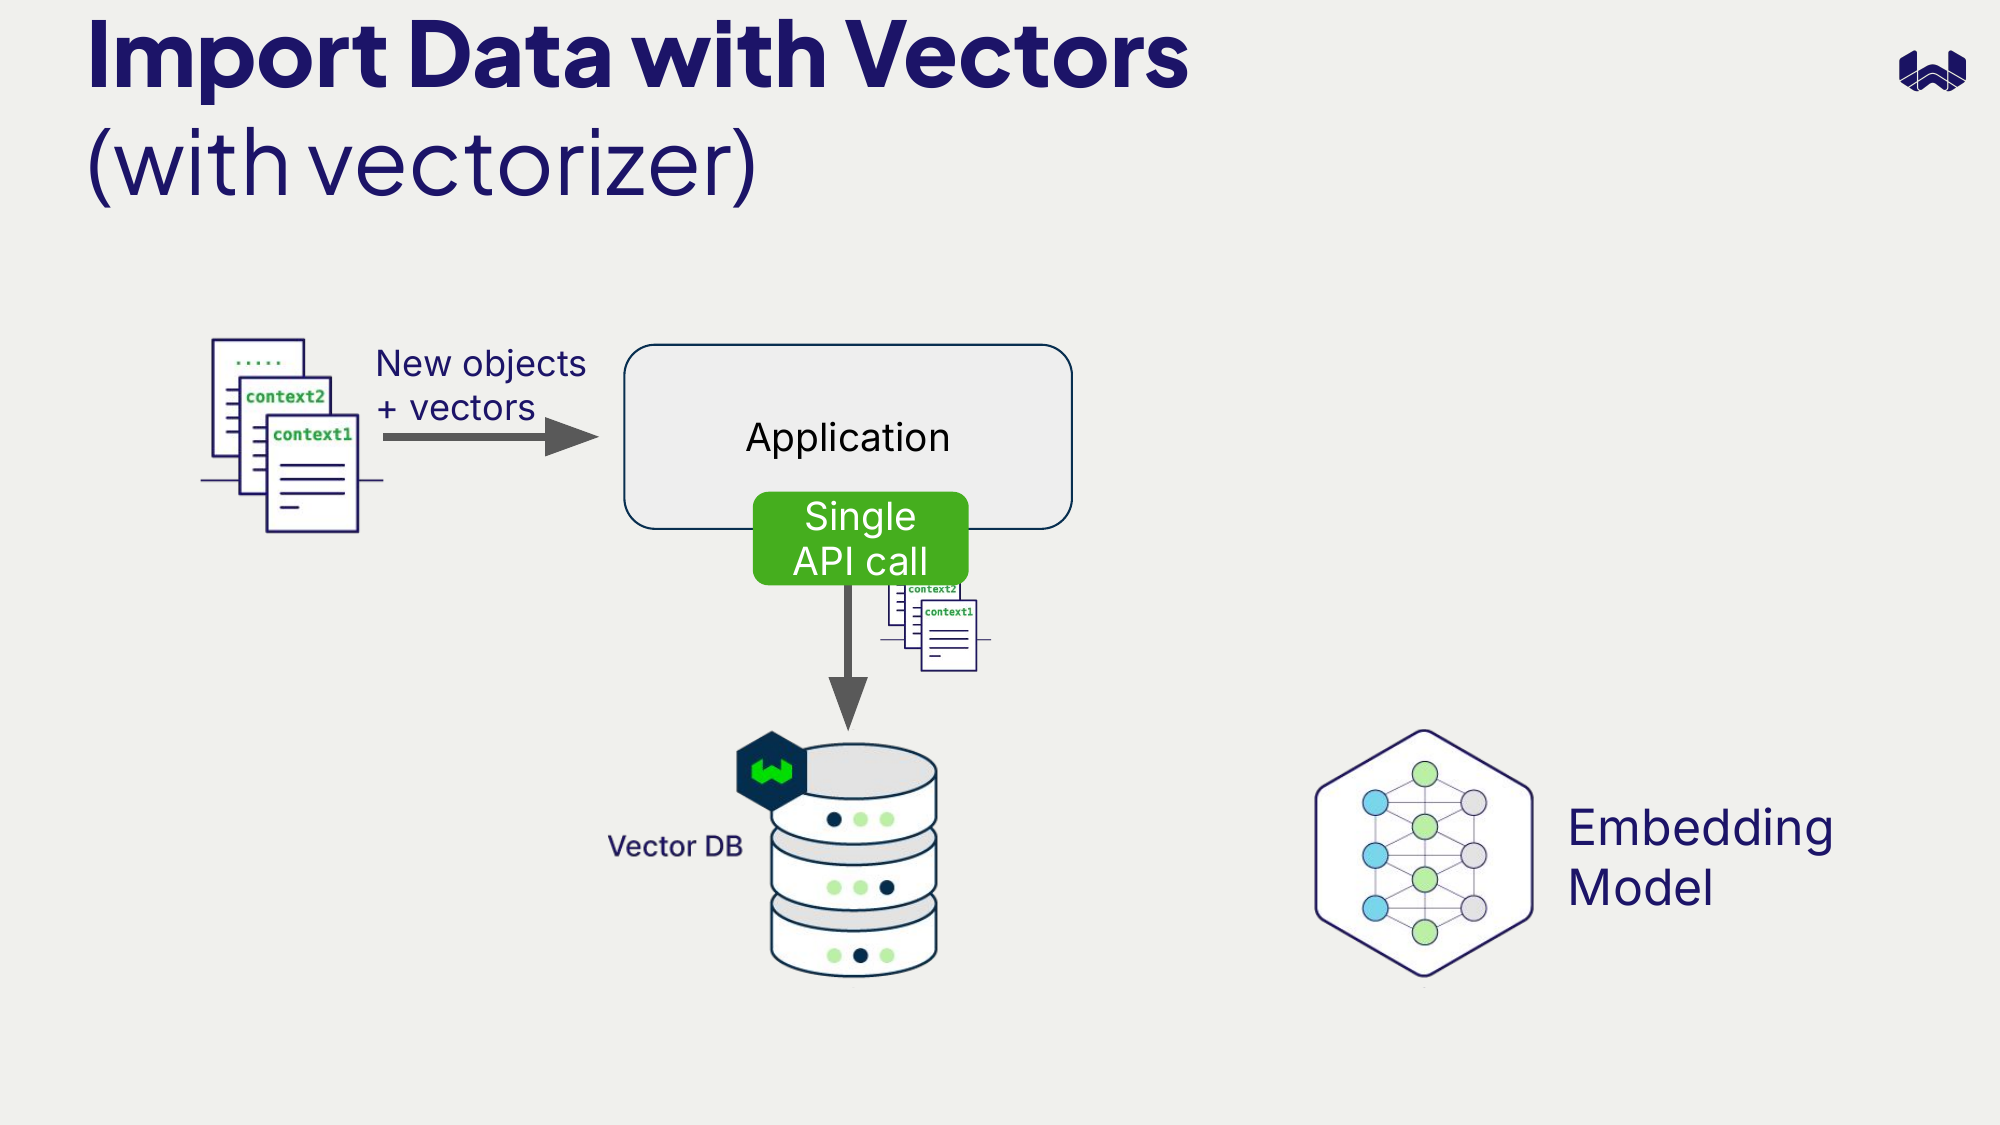 Import Data with Vectors
(with vectorizer)
.....
context2
context1
New objects
+ vectors
Application
Single
API call
context2
context1
Vector DB
Embedding
Model